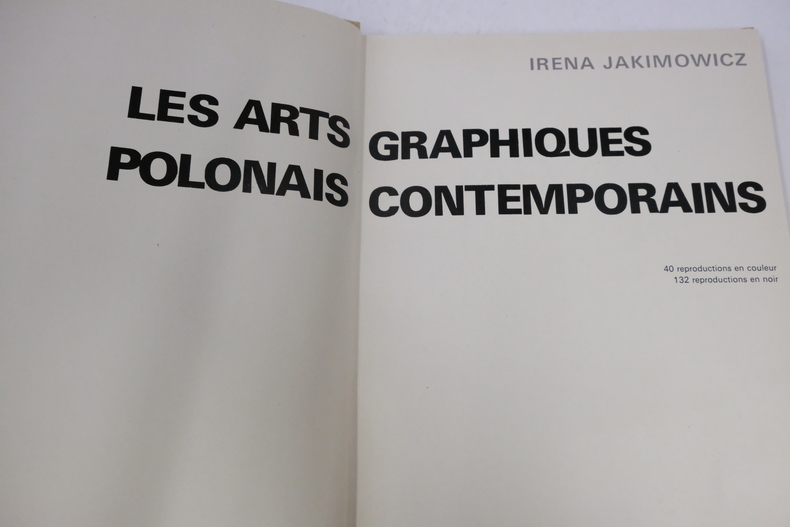 IRENA JAKIMOWICZ
LES ARTS GRAPHIQUES
POLONAIS CONTEMPORAINS
40 reproductions en couleur
132 reproductions en noir